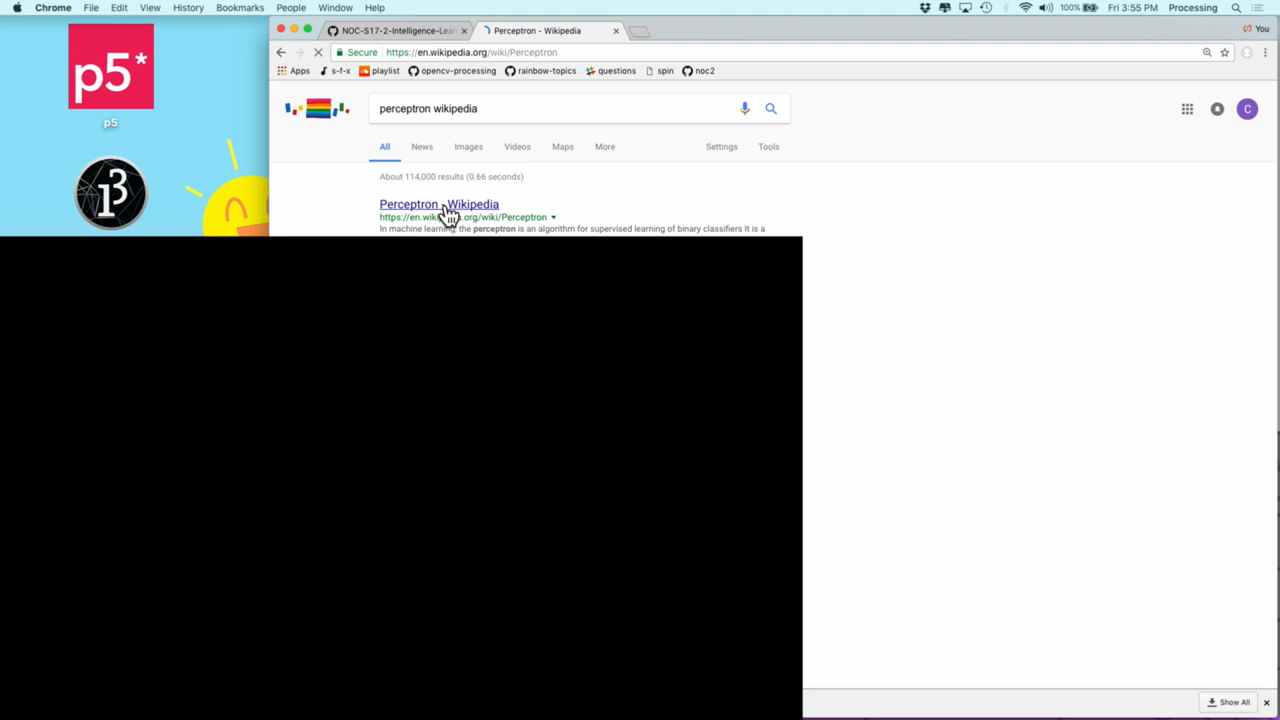 Chrome File Edit View History Bookmarks People Window Help 100% Fri 3:55 PM Processing
p5*
p5
NOC-S17-2-Intelligence-Lear
Perceptron - Wikipedia
You
Secure https://en.wikipedia.org/wiki/Perceptron
Apps s-f-x playlist opencv-processing rainbow-topics questions spin noc2
perceptron wikipedia
C
All News Images Videos Maps More Settings Tools
About 114,000 results (0.66 seconds)
Perceptron - Wikipedia
https://en.wikipedia.org/wiki/Perceptron
In machine learning, the perceptron is an algorithm for supervised learning of binary classifiers It is a
Show All